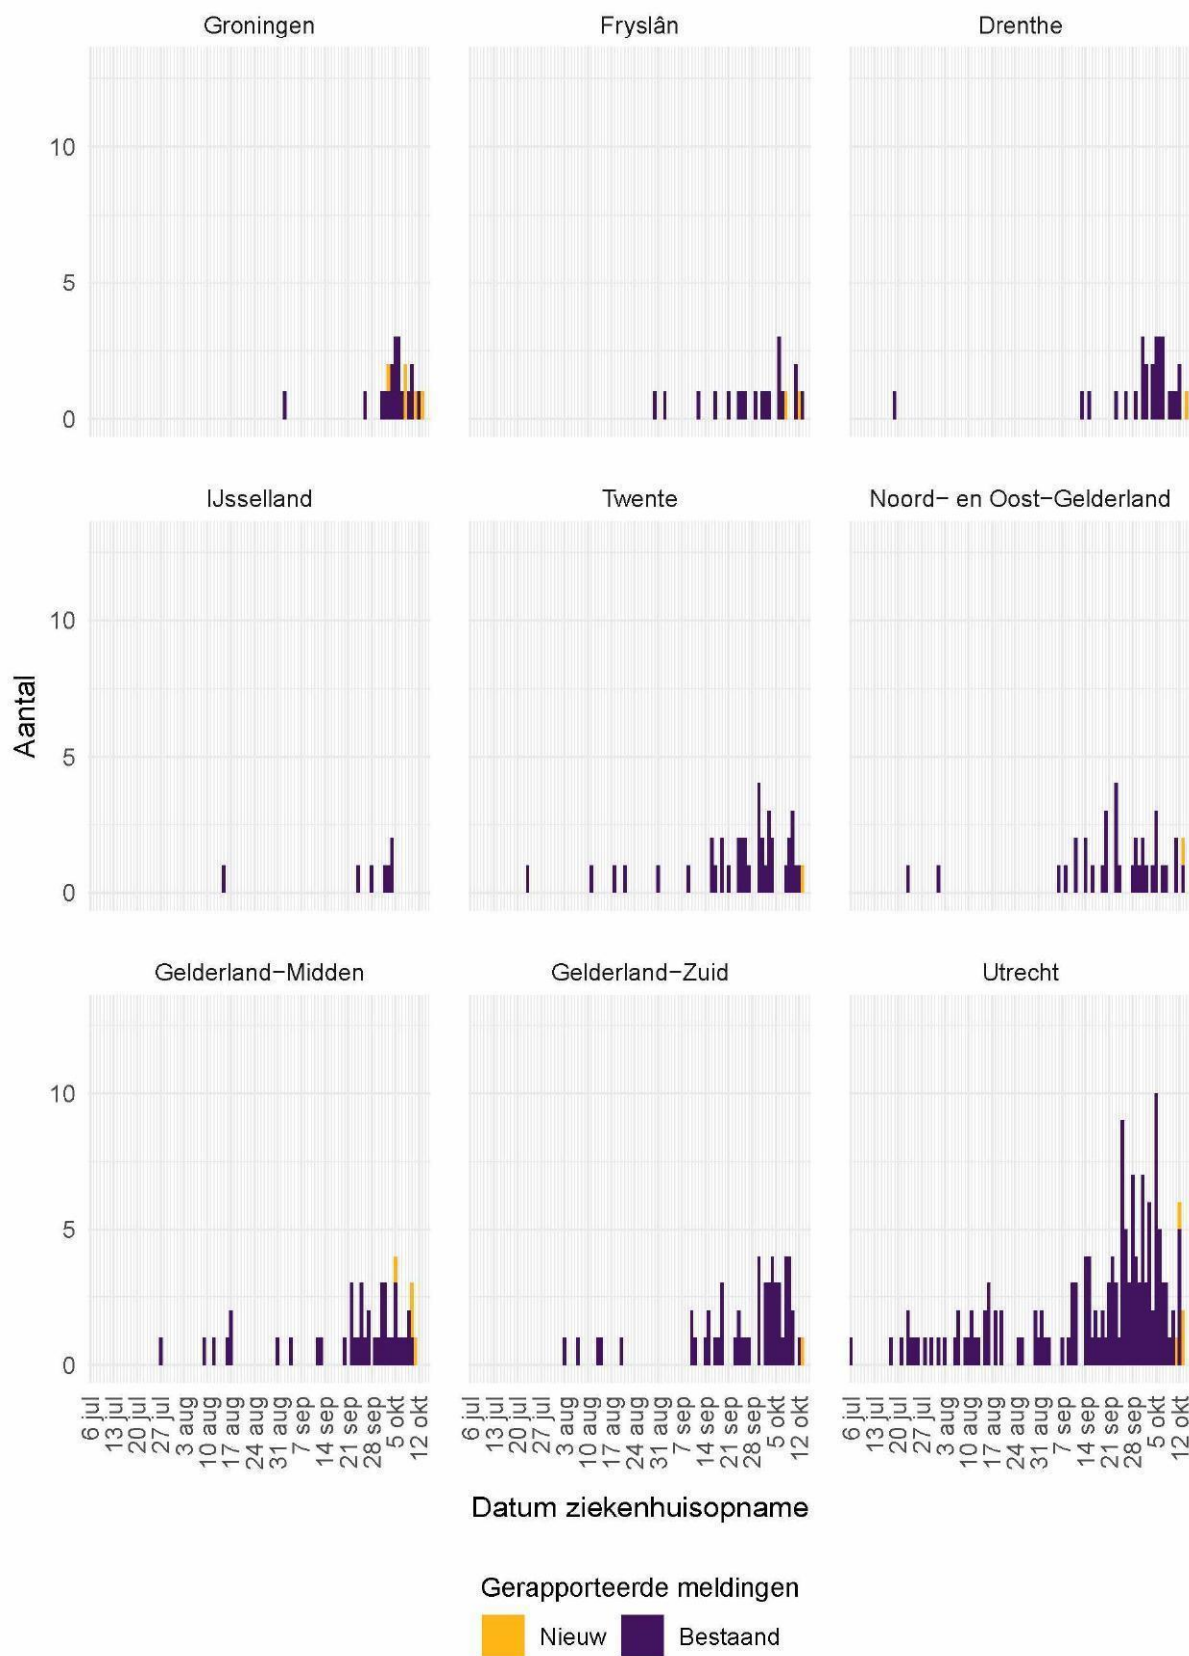 Groningen Fryslân Drenthe
10
5
0
IJsselland Twente Noord- en Oost-Gelderland
10
5
0
Aantal
Gelderland-Midden Gelderland-Zuid Utrecht
10
5
0
6 jul 13 jul 20 jul 27 jul 3 aug 10 aug 17 aug 24 aug 31 aug 7 sep 14 sep 21 sep 28 sep 5 okt 12 okt 6 jul 13 jul 20 jul 27 jul 3 aug 10 aug 17 aug 24 aug 31 aug 7 sep 14 sep 21 sep 28 sep 5 okt 12 okt 6 jul 13 jul 20 jul 27 jul 3 aug 10 aug 17 aug 24 aug 31 aug 7 sep 14 sep 21 sep 28 sep 5 okt 12 okt
Datum ziekenhuisopname
Gerapporteerde meldingen
Nieuw Bestaand